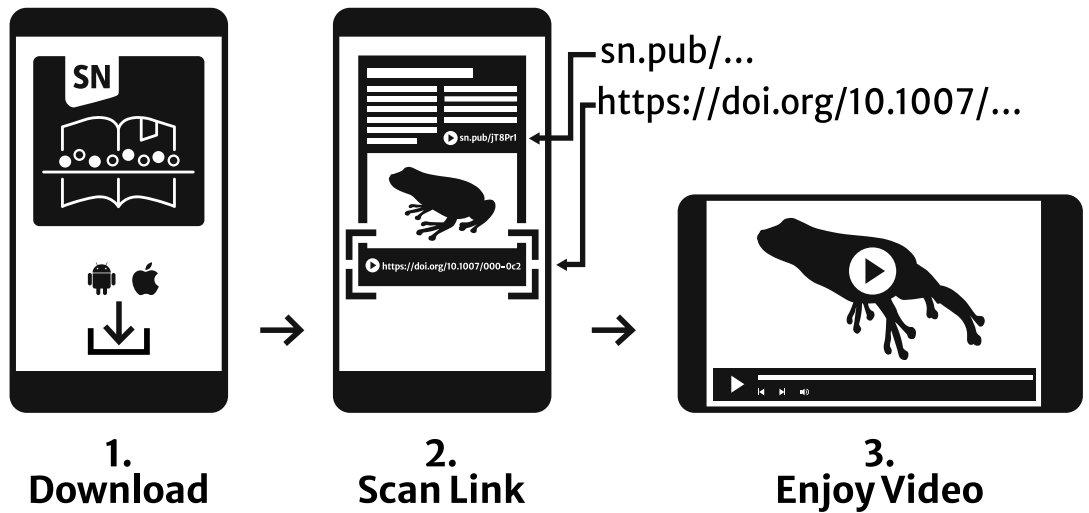 SN
sn.pub/...
https://doi.org/10.1007/...
sn.pub/jT8Pr1
https://doi.org/10.1007/000-0c2
1.
Download
2.
Scan Link
3.
Enjoy Video